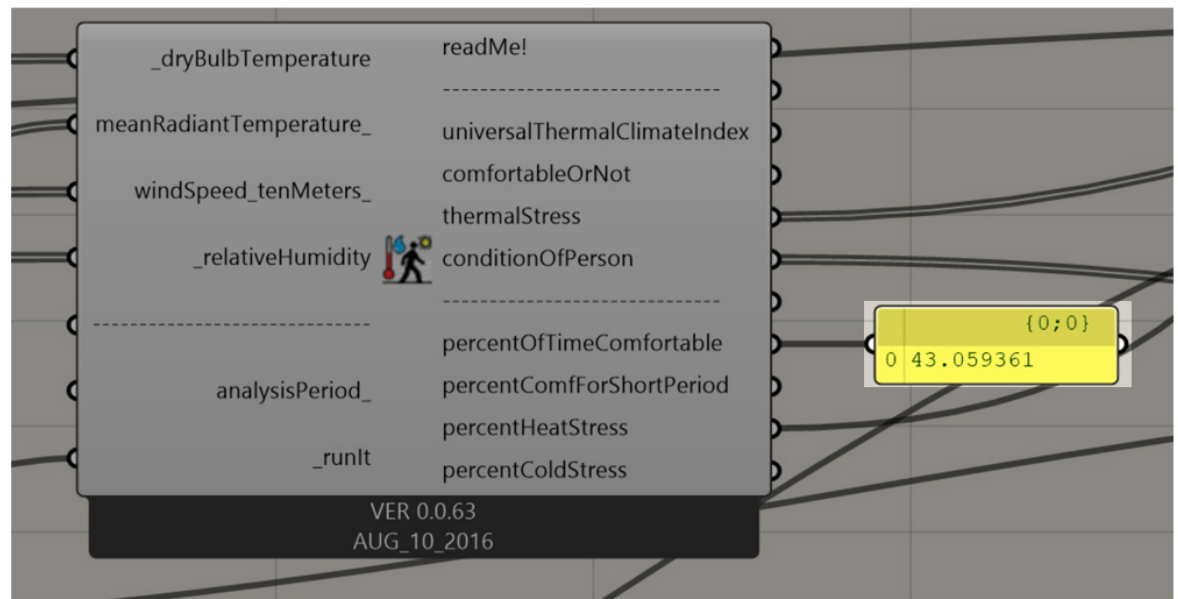 _dryBulbTemperature
meanRadiantTemperature_
windSpeed_tenMeters_
_relativeHumidity
------------------------------
analysisPeriod_
_runIt
readMe!
------------------------------
universalThermalClimateIndex
comfortableOrNot
thermalStress
conditionOfPerson
------------------------------
percentOfTimeComfortable
percentComfForShortPeriod
percentHeatStress
percentColdStress
VER 0.0.63
AUG_10_2016
{0;0}
0 43.059361